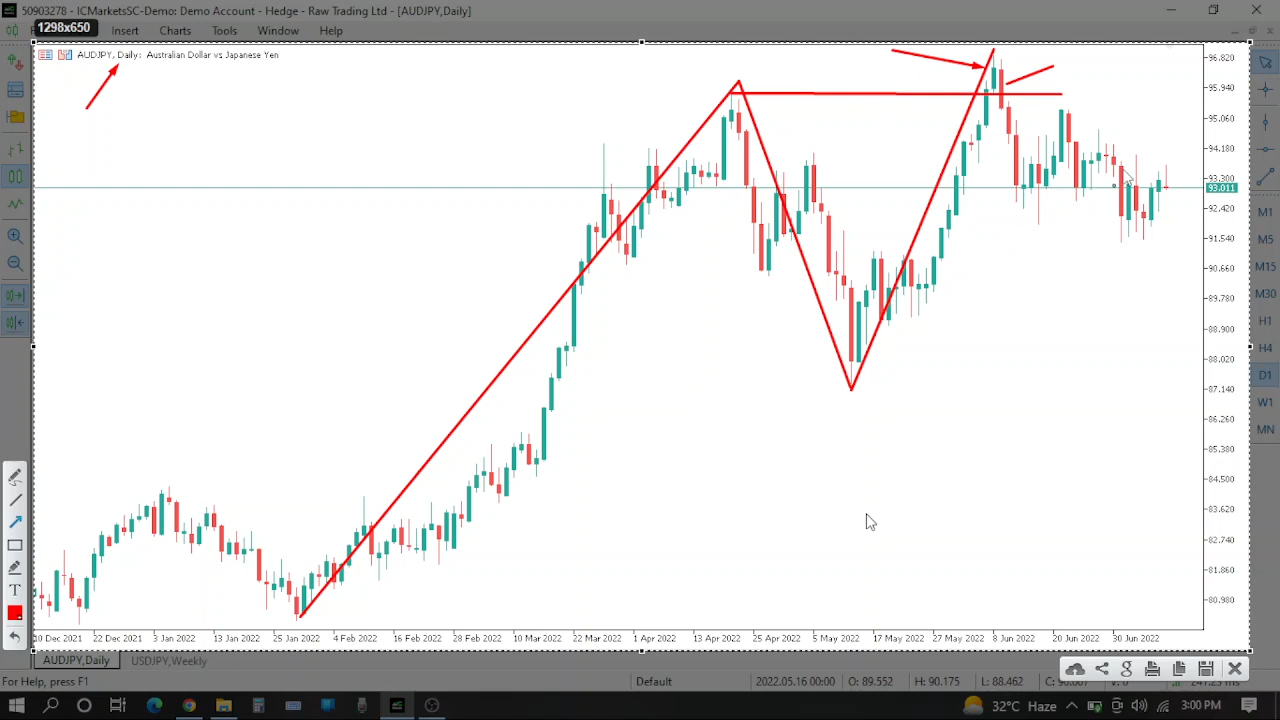 50903278 - ICMarketsSC-Demo: Demo Account - Hedge - Raw Trading Ltd - [AUDJPY,Daily]
1298x650
Insert Charts Tools Window Help
AUDJPY, Daily: Australian Dollar vs Japanese Yen
96.820
95.940
95.060
94.180
93.300
93.011
92.420
91.540
90.660
89.780
88.900
88.020
87.140
86.260
85.380
84.500
83.620
82.740
81.860
80.980
M1
M5
M15
M30
H1
H4
D1
W1
MN
T
10 Dec 2021 22 Dec 2021 3 Jan 2022 13 Jan 2022 25 Jan 2022 4 Feb 2022 16 Feb 2022 28 Feb 2022 10 Mar 2022 22 Mar 2022 1 Apr 2022 13 Apr 2022 25 Apr 2022 5 May 2022 17 May 2022 27 May 2022 8 Jun 2022 20 Jun 2022 30 Jun 2022
AUDJPY,Daily USDJPY,Weekly
For Help, press F1 Default 2022.05.16 00:00 O: 89.552 H: 90.175 L: 88.462
32°C Haze 3:00 PM